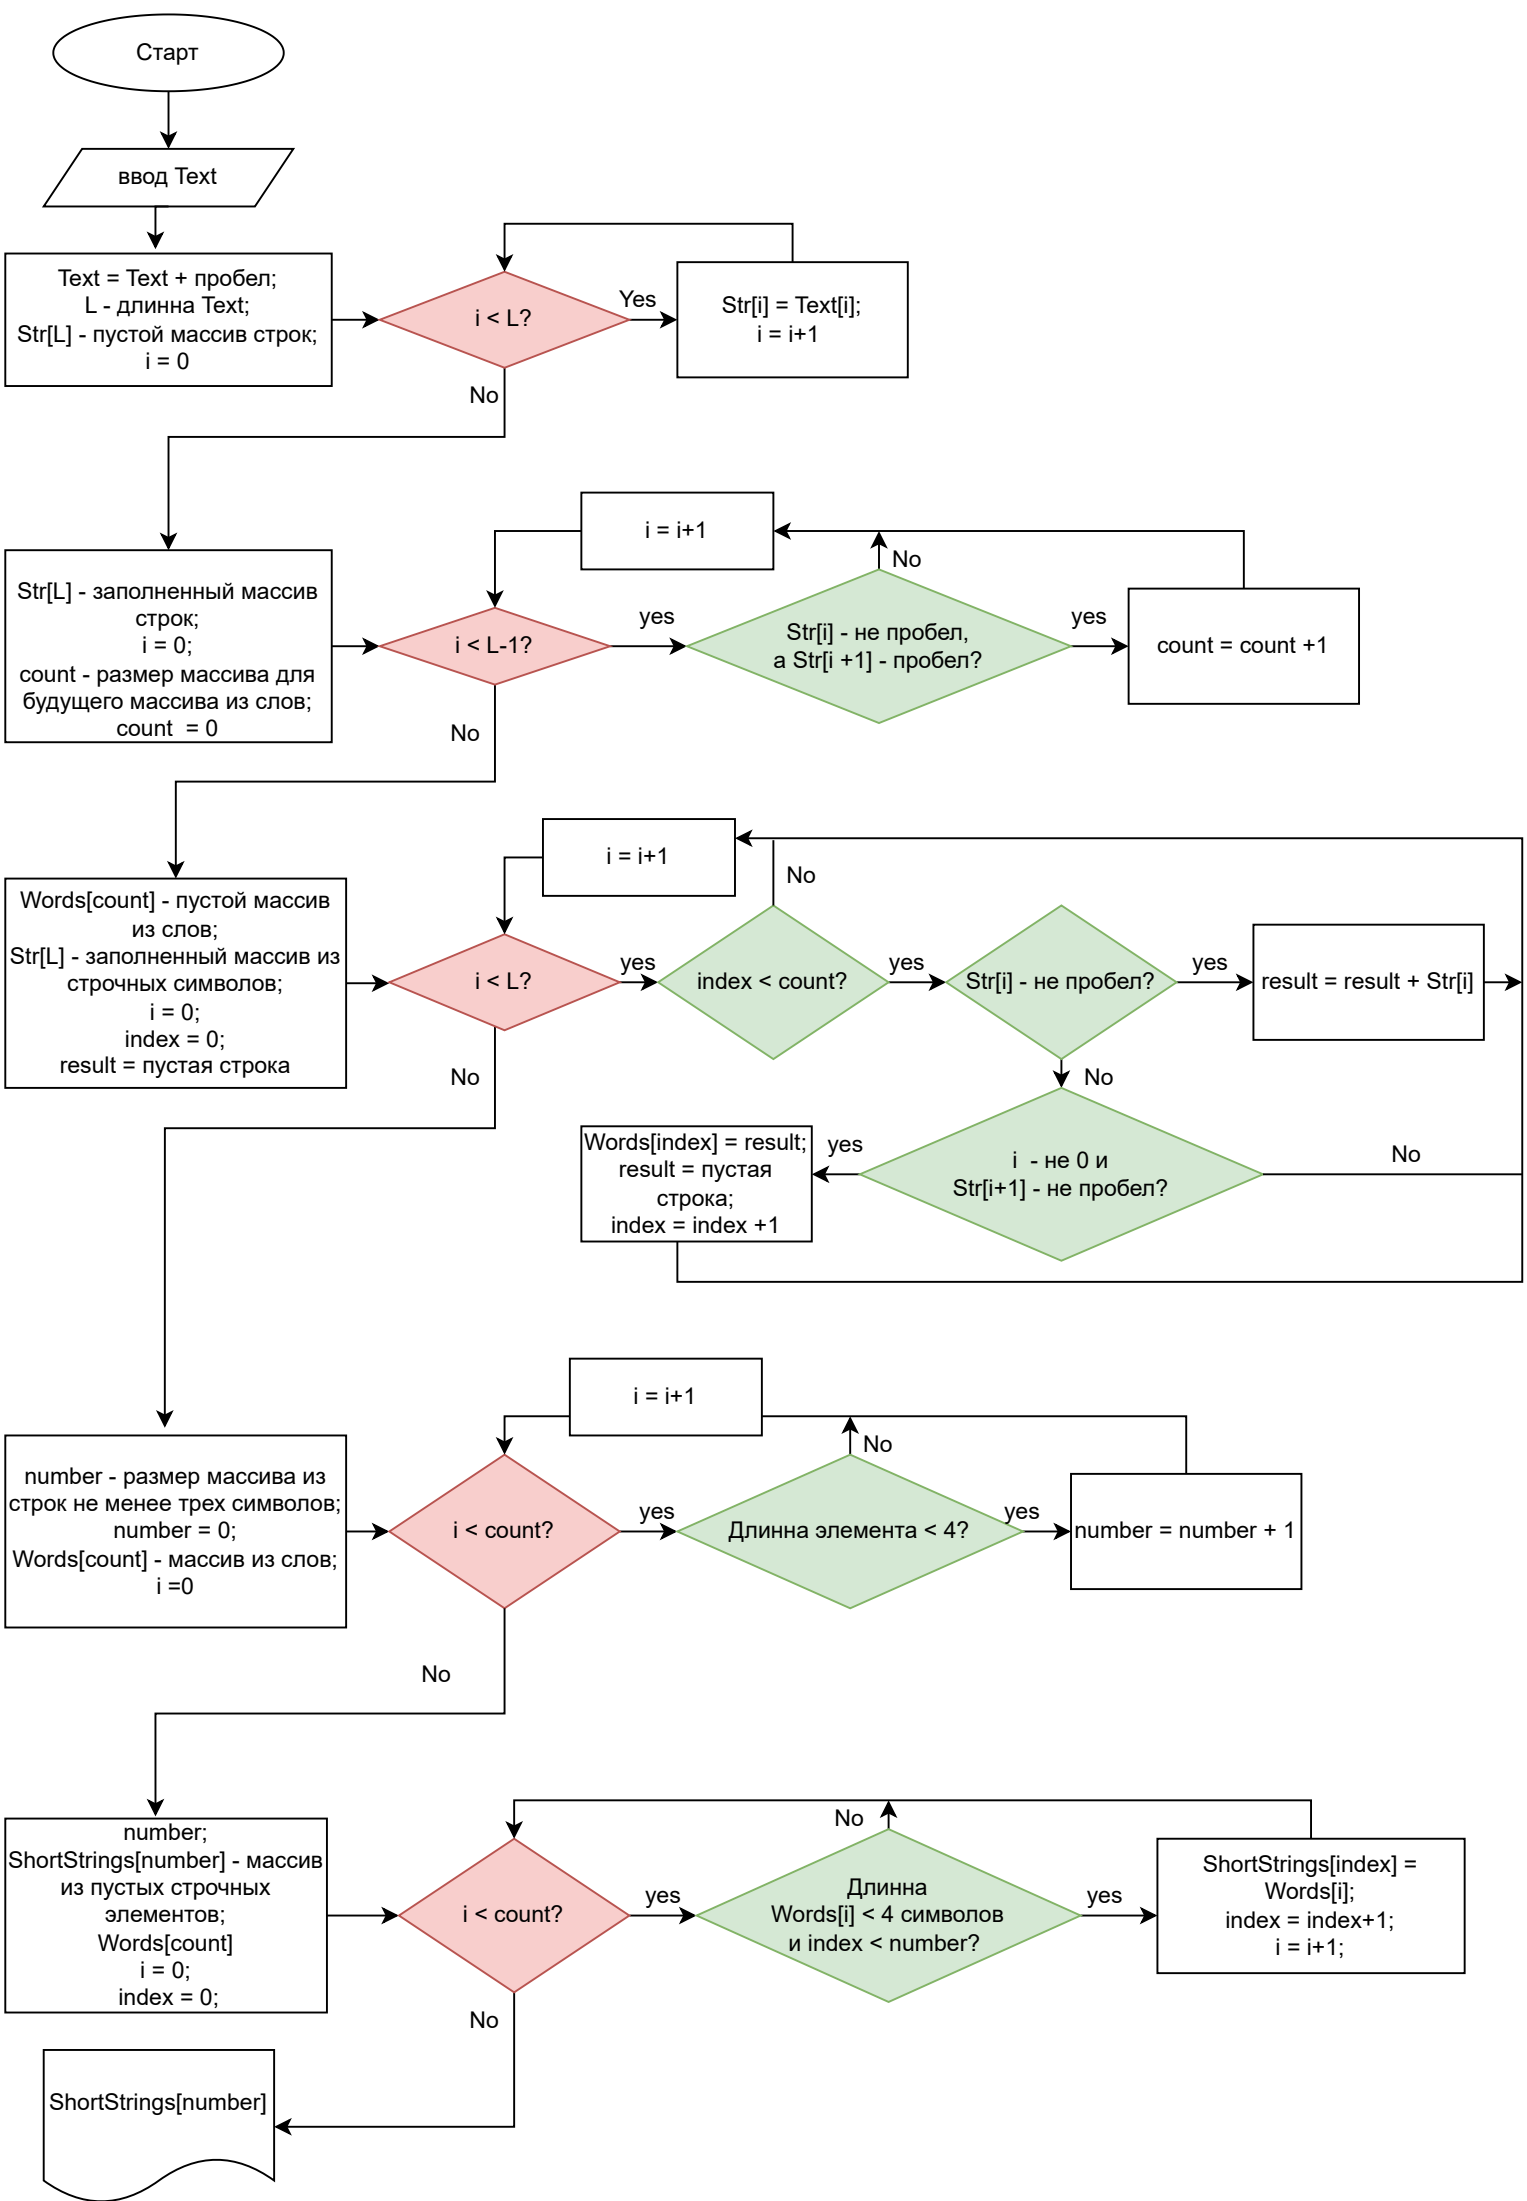 Старт
ввод Text
Text = Text + пробел;
L - длинна Text;
Str[L] - пустой массив строк;
i = 0
i < L?
Yes
Str[i] = Text[i];
i = i+1
No
Str[L] - заполненный массив
строк;
i = 0;
count - размер массива для
будущего массива из слов;
count  = 0
i = i+1
i < L-1?
yes
No
Str[i] - не пробел,
а Str[i +1] - пробел?
yes
count = count +1
No
Words[count] - пустой массив
из слов;
Str[L] - заполненный массив из
строчных символов;
i = 0;
index = 0;
result = пустая строка
i = i+1
i < L?
yes
No
index < count?
yes
Str[i] - не пробел?
yes
result = result + Str[i]
No
No
i  - не 0 и
Str[i+1] - не пробел?
No
yes
Words[index] = result;
result = пустая
строка;
index = index +1
number - размер массива из
строк не менее трех символов;
number = 0;
Words[count] - массив из слов;
i =0
i = i+1
i < count?
yes
No
Длинна элемента < 4?
yes
number = number + 1
No
number;
ShortStrings[number] - массив
из пустых строчных
элементов;
Words[count]
i = 0;
index = 0;
i < count?
yes
No
Длинна
Words[i] < 4 символов
и index < number?
yes
ShortStrings[index] =
Words[i];
index = index+1;
i = i+1;
No
ShortStrings[number]